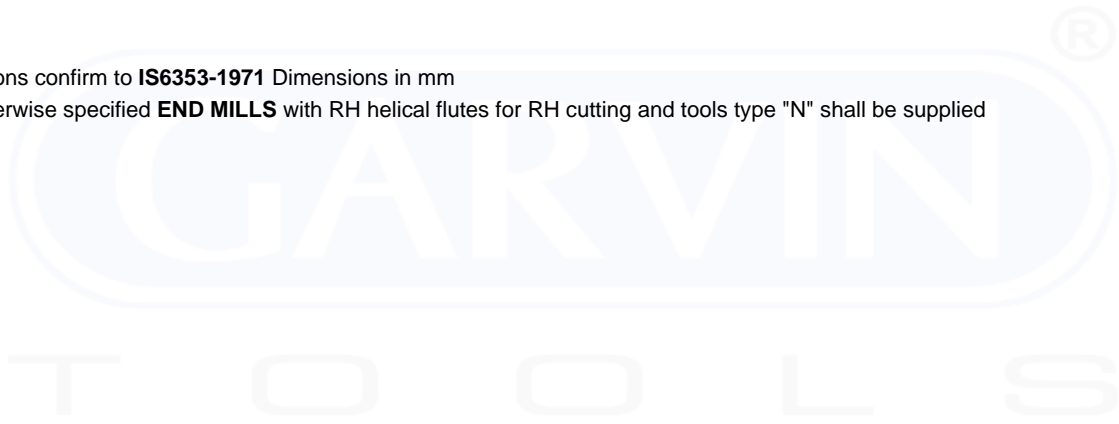 ®
ons confirm to IS6353-1971 Dimensions in mm
erwise specified END MILLS with RH helical flutes for RH cutting and tools type "N" shall be supplied
GARVIN
TOOLS